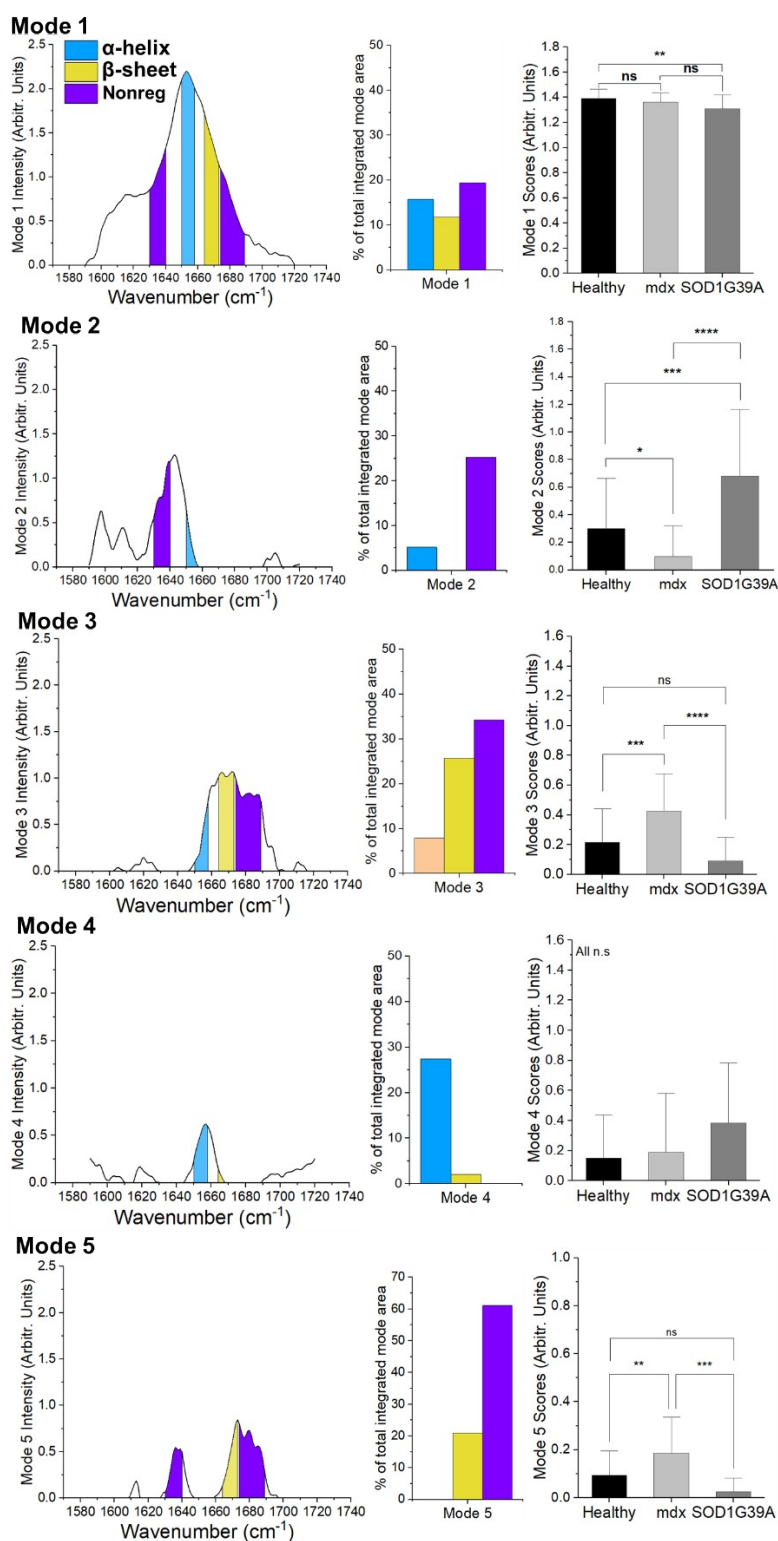 Mode 1
α-helix
β-sheet
Nonreg
Mode 1 Intensity (Arbitr. Units)
2.5
2.0
1.5
1.0
0.5
0.0
1580 1600 1620 1640 1660 1680 1700 1720 1740
Wavenumber (cm-1)
% of total integrated mode area
50
40
30
20
10
0
Mode 1
Mode 1 Scores (Arbitr. Units)
1.6
1.4
1.2
1.0
0.8
0.6
0.4
0.2
0.0
**
ns
ns
Healthy mdx SOD1G39A
Mode 2
Mode 2 Intensity (Arbitr. Units)
2.5
2.0
1.5
1.0
0.5
0.0
1580 1600 1620 1640 1660 1680 1700 1720 1740
Wavenumber (cm-1)
% of total integrated mode area
50
40
30
20
10
0
Mode 2
Mode 2 Scores (Arbitr. Units)
1.6
1.4
1.2
1.0
0.8
0.6
0.4
0.2
0.0
****
***
*
Healthy mdx SOD1G39A
Mode 3
Mode 3 Intensity (Arbitr. Units)
2.5
2.0
1.5
1.0
0.5
0.0
1580 1600 1620 1640 1660 1680 1700 1720 1740
Wavenumber (cm-1)
% of total integrated mode area
50
40
30
20
10
0
Mode 3
Mode 3 Scores (Arbitr. Units)
1.6
1.4
1.2
1.0
0.8
0.6
0.4
0.2
0.0
ns
****
***
Healthy mdx SOD1G39A
Mode 4
Mode 4 Intensity (Arbitr. Units)
2.5
2.0
1.5
1.0
0.5
0.0
1580 1600 1620 1640 1660 1680 1700 1720 1740
Wavenumber (cm-1)
% of total integrated mode area
50
40
30
20
10
0
Mode 4
Mode 4 Scores (Arbitr. Units)
1.6
1.4
1.2
1.0
0.8
0.6
0.4
0.2
0.0
All n.s
Healthy mdx SOD1G39A
Mode 5
Mode 5 Intensity (Arbitr. Units)
2.5
2.0
1.5
1.0
0.5
0.0
1580 1600 1620 1640 1660 1680 1700 1720 1740
Wavenumber (cm-1)
% of total integrated mode area
70
60
50
40
30
20
10
0
Mode 5
Mode 5 Scores (Arbitr. Units)
1.0
0.8
0.6
0.4
0.2
0.0
ns
**
***
Healthy mdx SOD1G39A